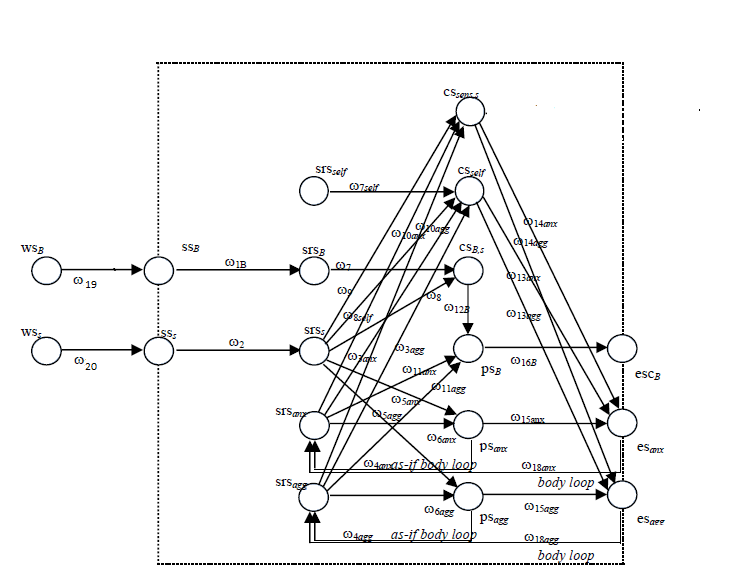 cs_sens,s
srs_self
cs_self
ω_7self
ω_14anx
ω_10agg
ω_10anx
ω_14agg
ws_B
ss_B
srs_B
cs_B,s
ω_1B
ω_7
ω_13anx
ω_19
ω_9
ω_8
ω_12B
ω_8self
ω_13agg
ws_s
ss_s
srs_s
ω_2
ω_3anx
ω_3agg
ω_20
ω_11anx
ps_B
ω_16B
esc_B
ω_11agg
ω_5anx
srs_anx
ω_5agg
ω_15anx
ω_6anx
ps_anx
es_anx
ω_4anx
as-if body loop
ω_18anx
srs_agg
body loop
ω_6agg
ps_agg
ω_15agg
es_agg
ω_4agg
as-if body loop
ω_18agg
body loop